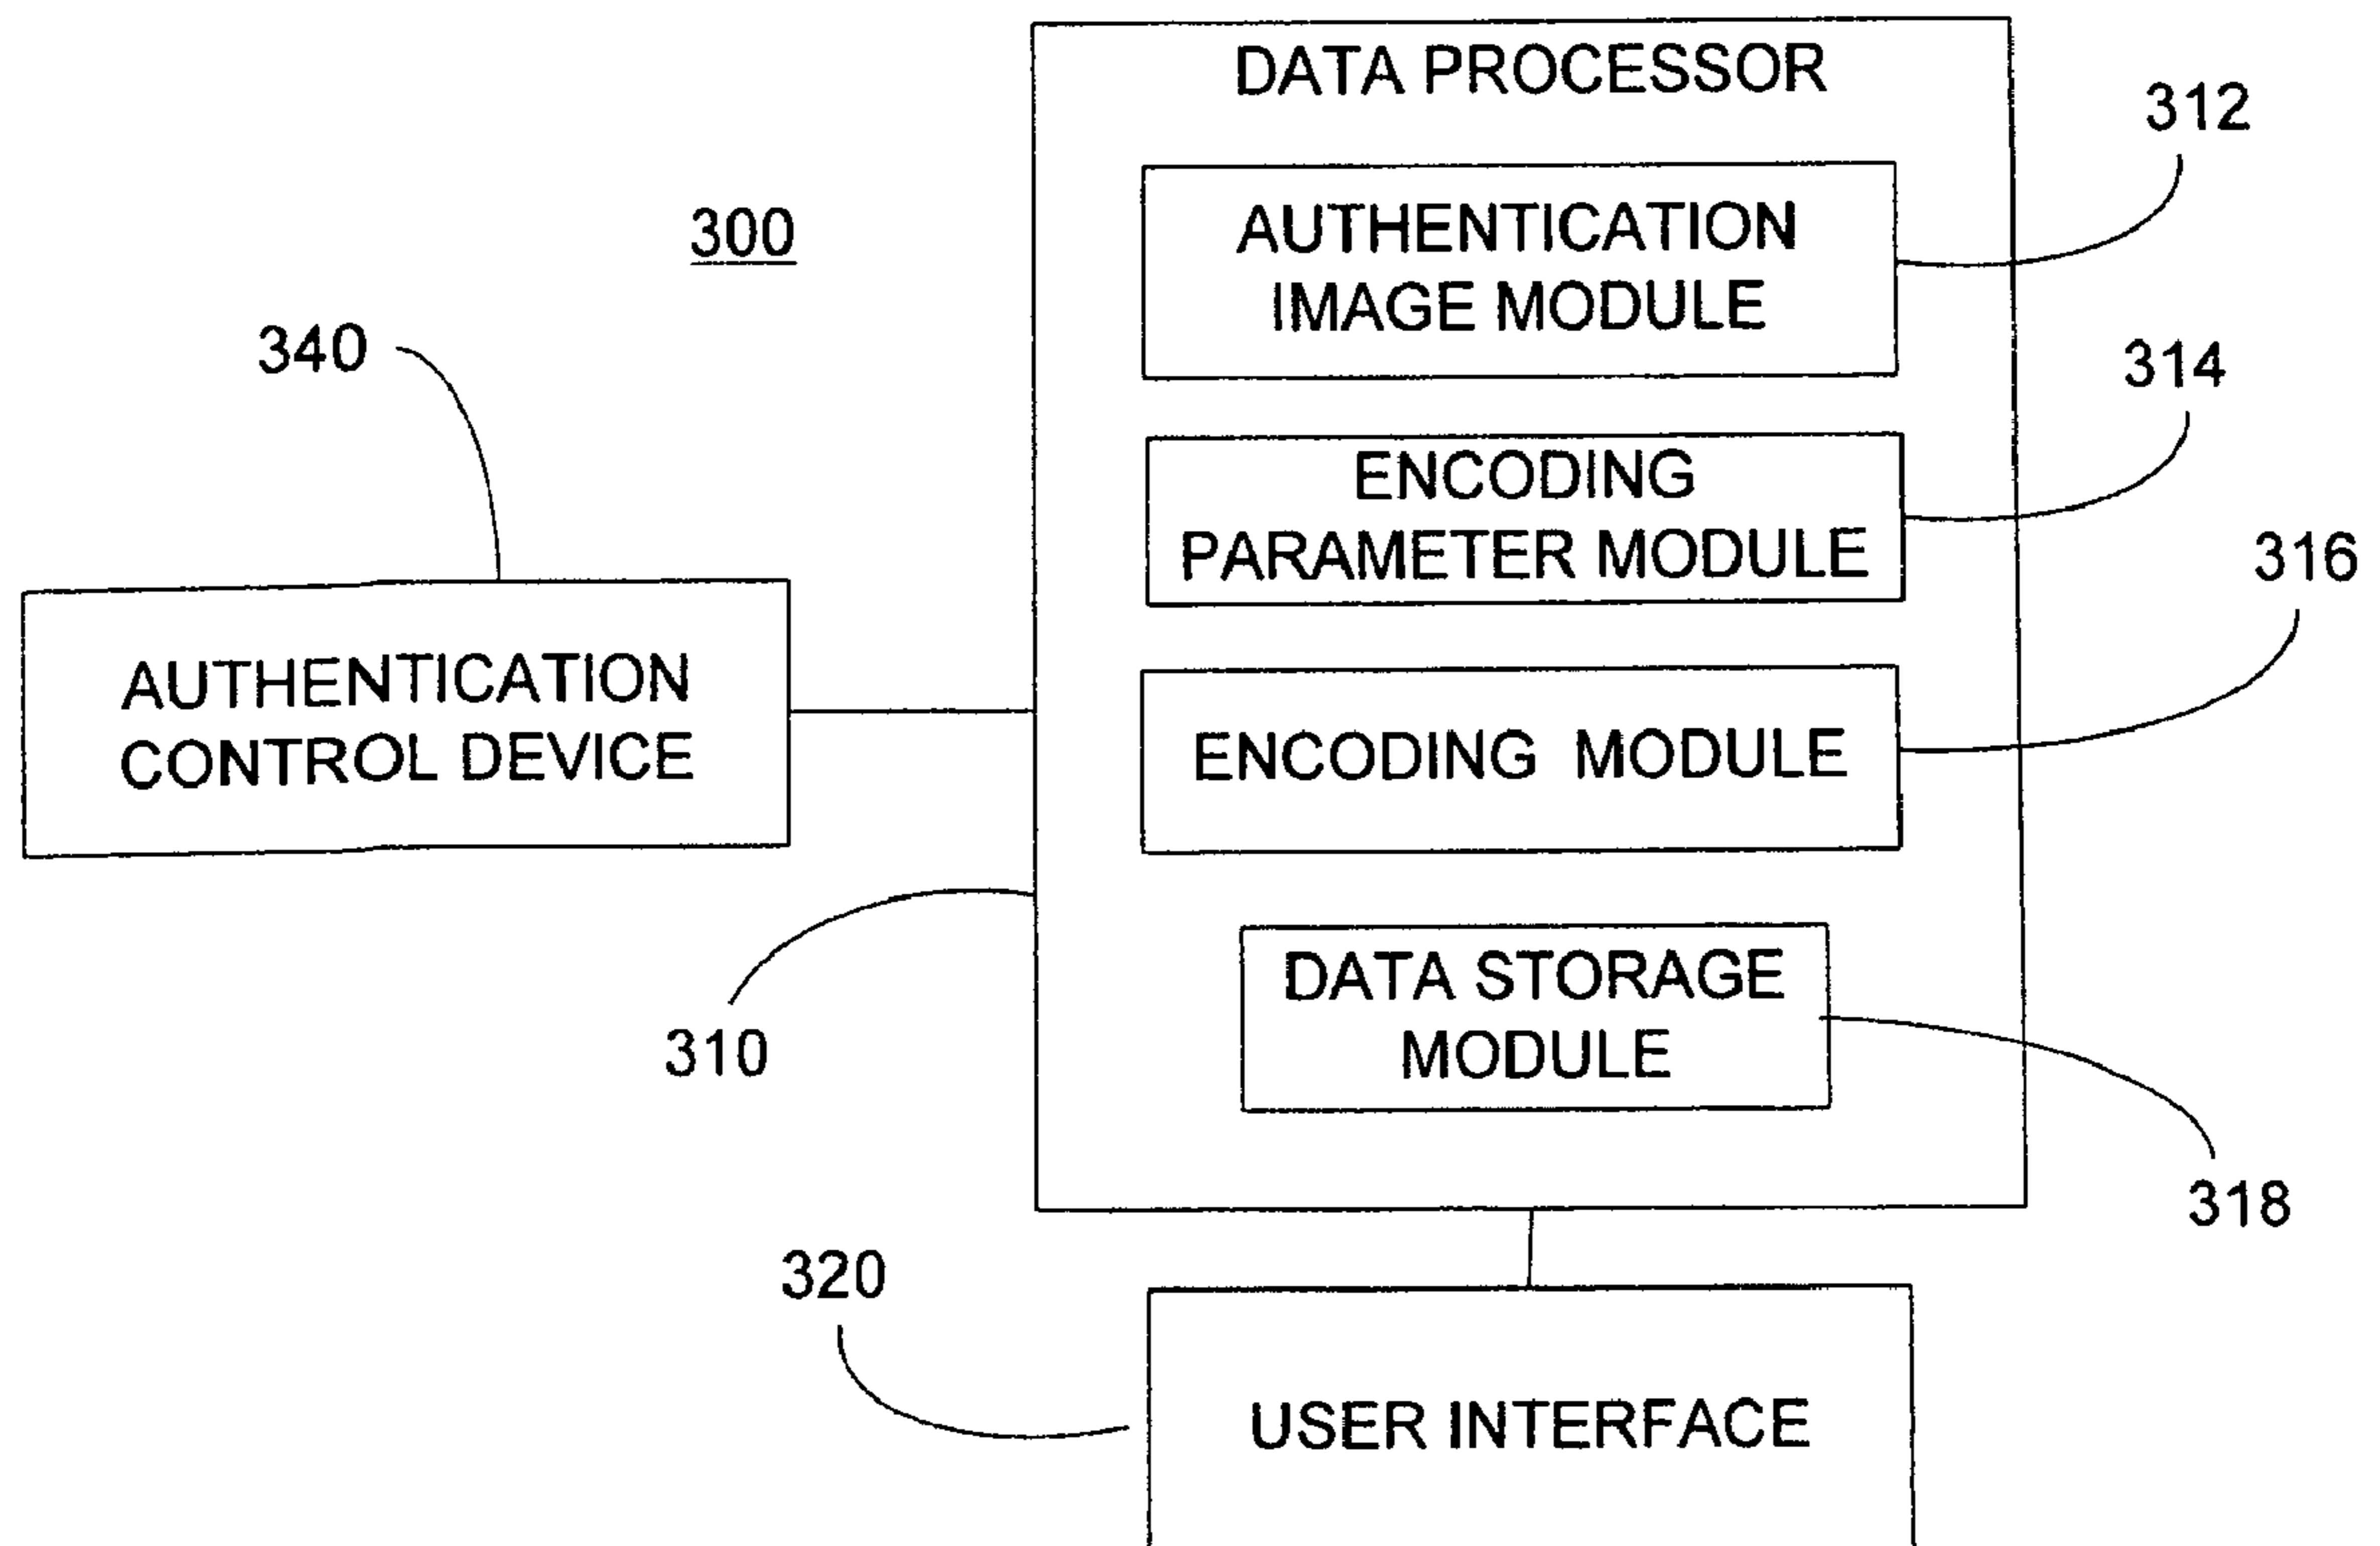 DATA PROCESSOR
312
AUTHENTICATION
IMAGE MODULE
300
340
314
ENCODING
PARAMETER MODULE
316
AUTHENTICATION
CONTROL DEVICE
ENCODING MODULE
DATA STORAGE
MODULE
310
318
320
USER INTERFACE